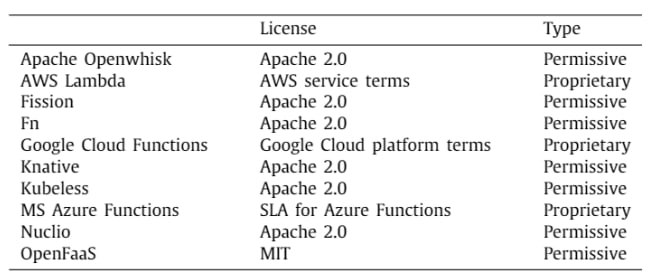 License Type
Apache Openwhisk Apache 2.0 Permissive
AWS Lambda AWS service terms Proprietary
Fission Apache 2.0 Permissive
Fn Apache 2.0 Permissive
Google Cloud Functions Google Cloud platform terms Proprietary
Knative Apache 2.0 Permissive
Kubeless Apache 2.0 Permissive
MS Azure Functions SLA for Azure Functions Proprietary
Nuclio Apache 2.0 Permissive
OpenFaaS MIT Permissive